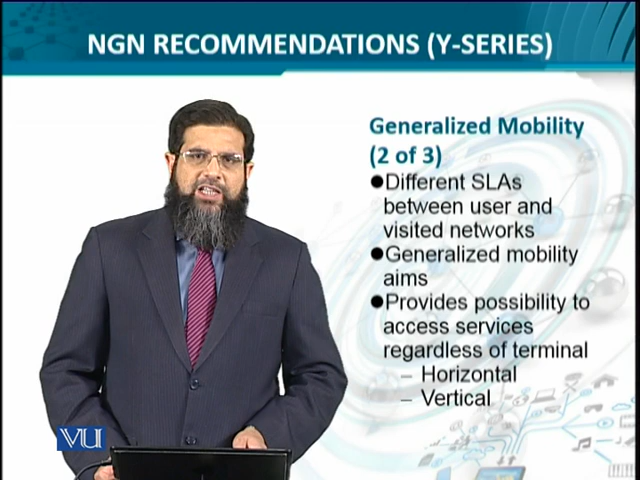 NGN RECOMMENDATIONS (Y-SERIES)
Generalized Mobility
(2 of 3)
●Different SLAs
between user and
visited networks
●Generalized mobility
aims
●Provides possibility to
access services
regardless of terminal
– Horizontal
– Vertical
VU